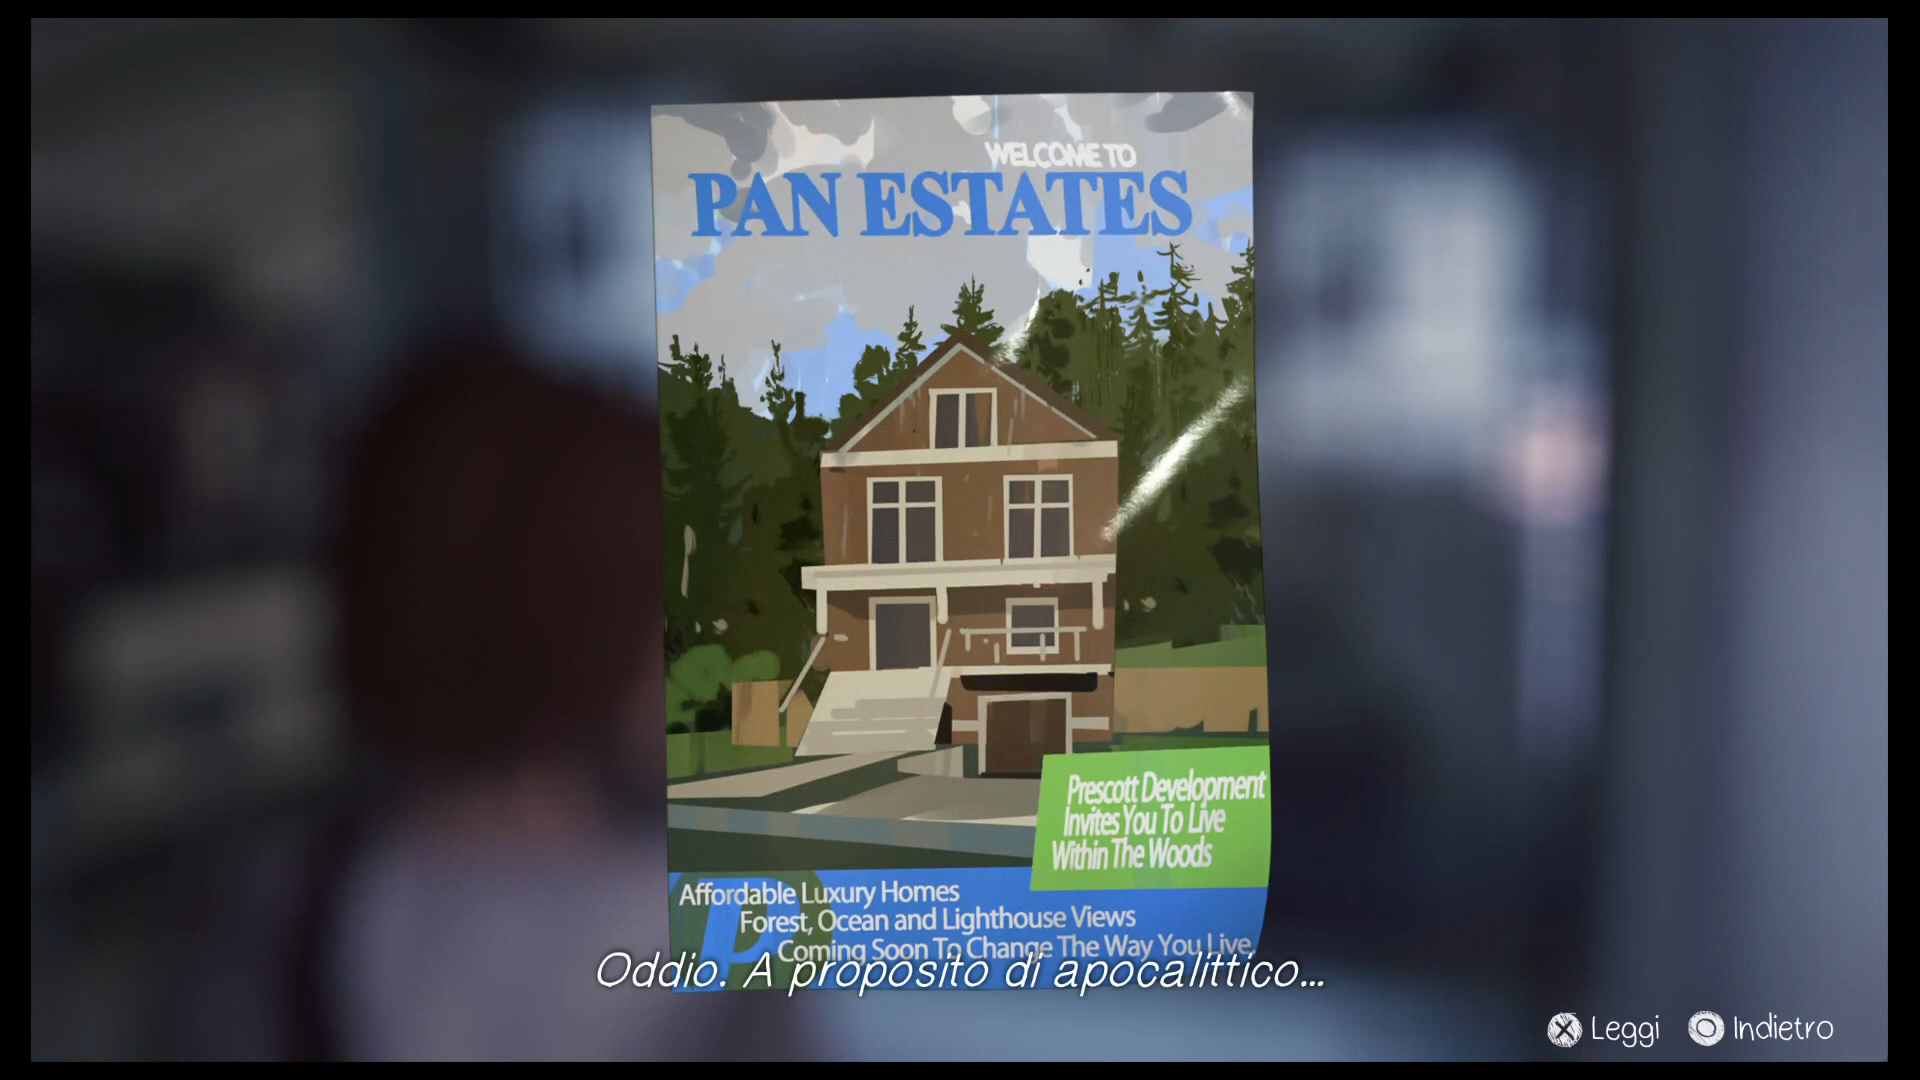 WELCOME TO
PAN ESTATES
Prescott Development
Invites You To Live
Within The Woods
Affordable Luxury Homes
Forest, Ocean and Lighthouse Views
Coming Soon To Change The Way You Live.
Oddio. A proposito di apocalittico...
Leggi
Indietro